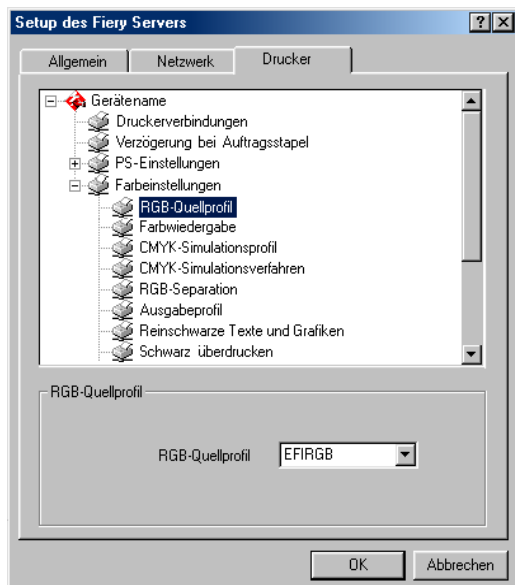 Setup des Fiery Servers
Allgemein
Netzwerk
Drucker
Gerätename
Druckerverbindungen
Verzögerung bei Auftragsstapel
PS-Einstellungen
Farbeinstellungen
RGB-Quellprofil
Farbwiedergabe
CMYK-Simulationsprofil
CMYK-Simulationsverfahren
RGB-Separation
Ausgabeprofil
Reinschwarze Texte und Grafiken
Schwarz überdrucken
RGB-Quellprofil
RGB-Quellprofil EFIRGB
OK Abbrechen